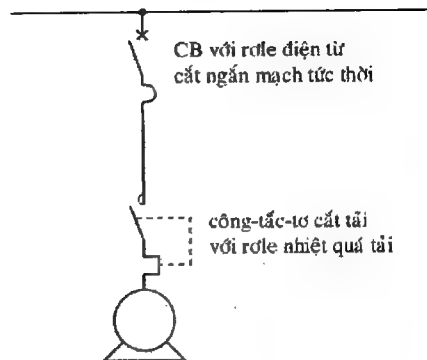 CB với rơle điện từ
cắt ngắn mạch tức thời
công-tắc-tơ cắt tải
với rơle nhiệt quá tải